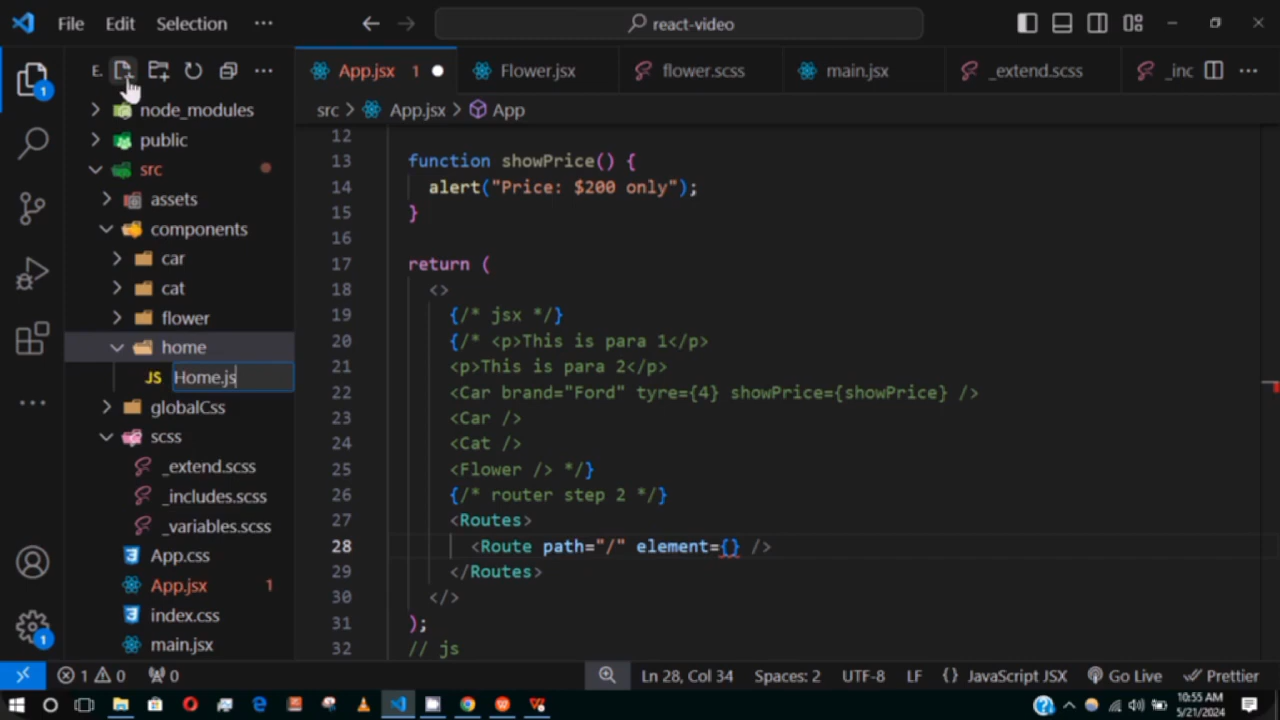 File Edit Selection ··· react-video
E.
App.jsx 1 Flower.jsx flower.scss main.jsx _extend.scss _inc
src > App.jsx > App
node_modules
public
src
assets
components
car
cat
flower
home
JS Home.js
globalCss
scss
_extend.scss
_includes.scss
_variables.scss
App.css
App.jsx 1
index.css
main.jsx
12
13 function showPrice() {
14 alert("Price: $200 only");
15 }
16
17 return (
18 <>
19 {/* jsx */}
20 {/* <p>This is para 1</p>
21 <p>This is para 2</p>
22 <Car brand="Ford" tyre={4} showPrice={showPrice} />
23 <Car />
24 <Cat />
25 <Flower /> */}
26 {/* router step 2 */}
27 <Routes>
28 <Route path="/" element={} />
29 </Routes>
30 </>
31 );
32 // js
1
1
1 0 0 Ln 28, Col 34 Spaces: 2 UTF-8 LF {} JavaScript JSX Go Live Prettier
10:55 AM
5/21/2024